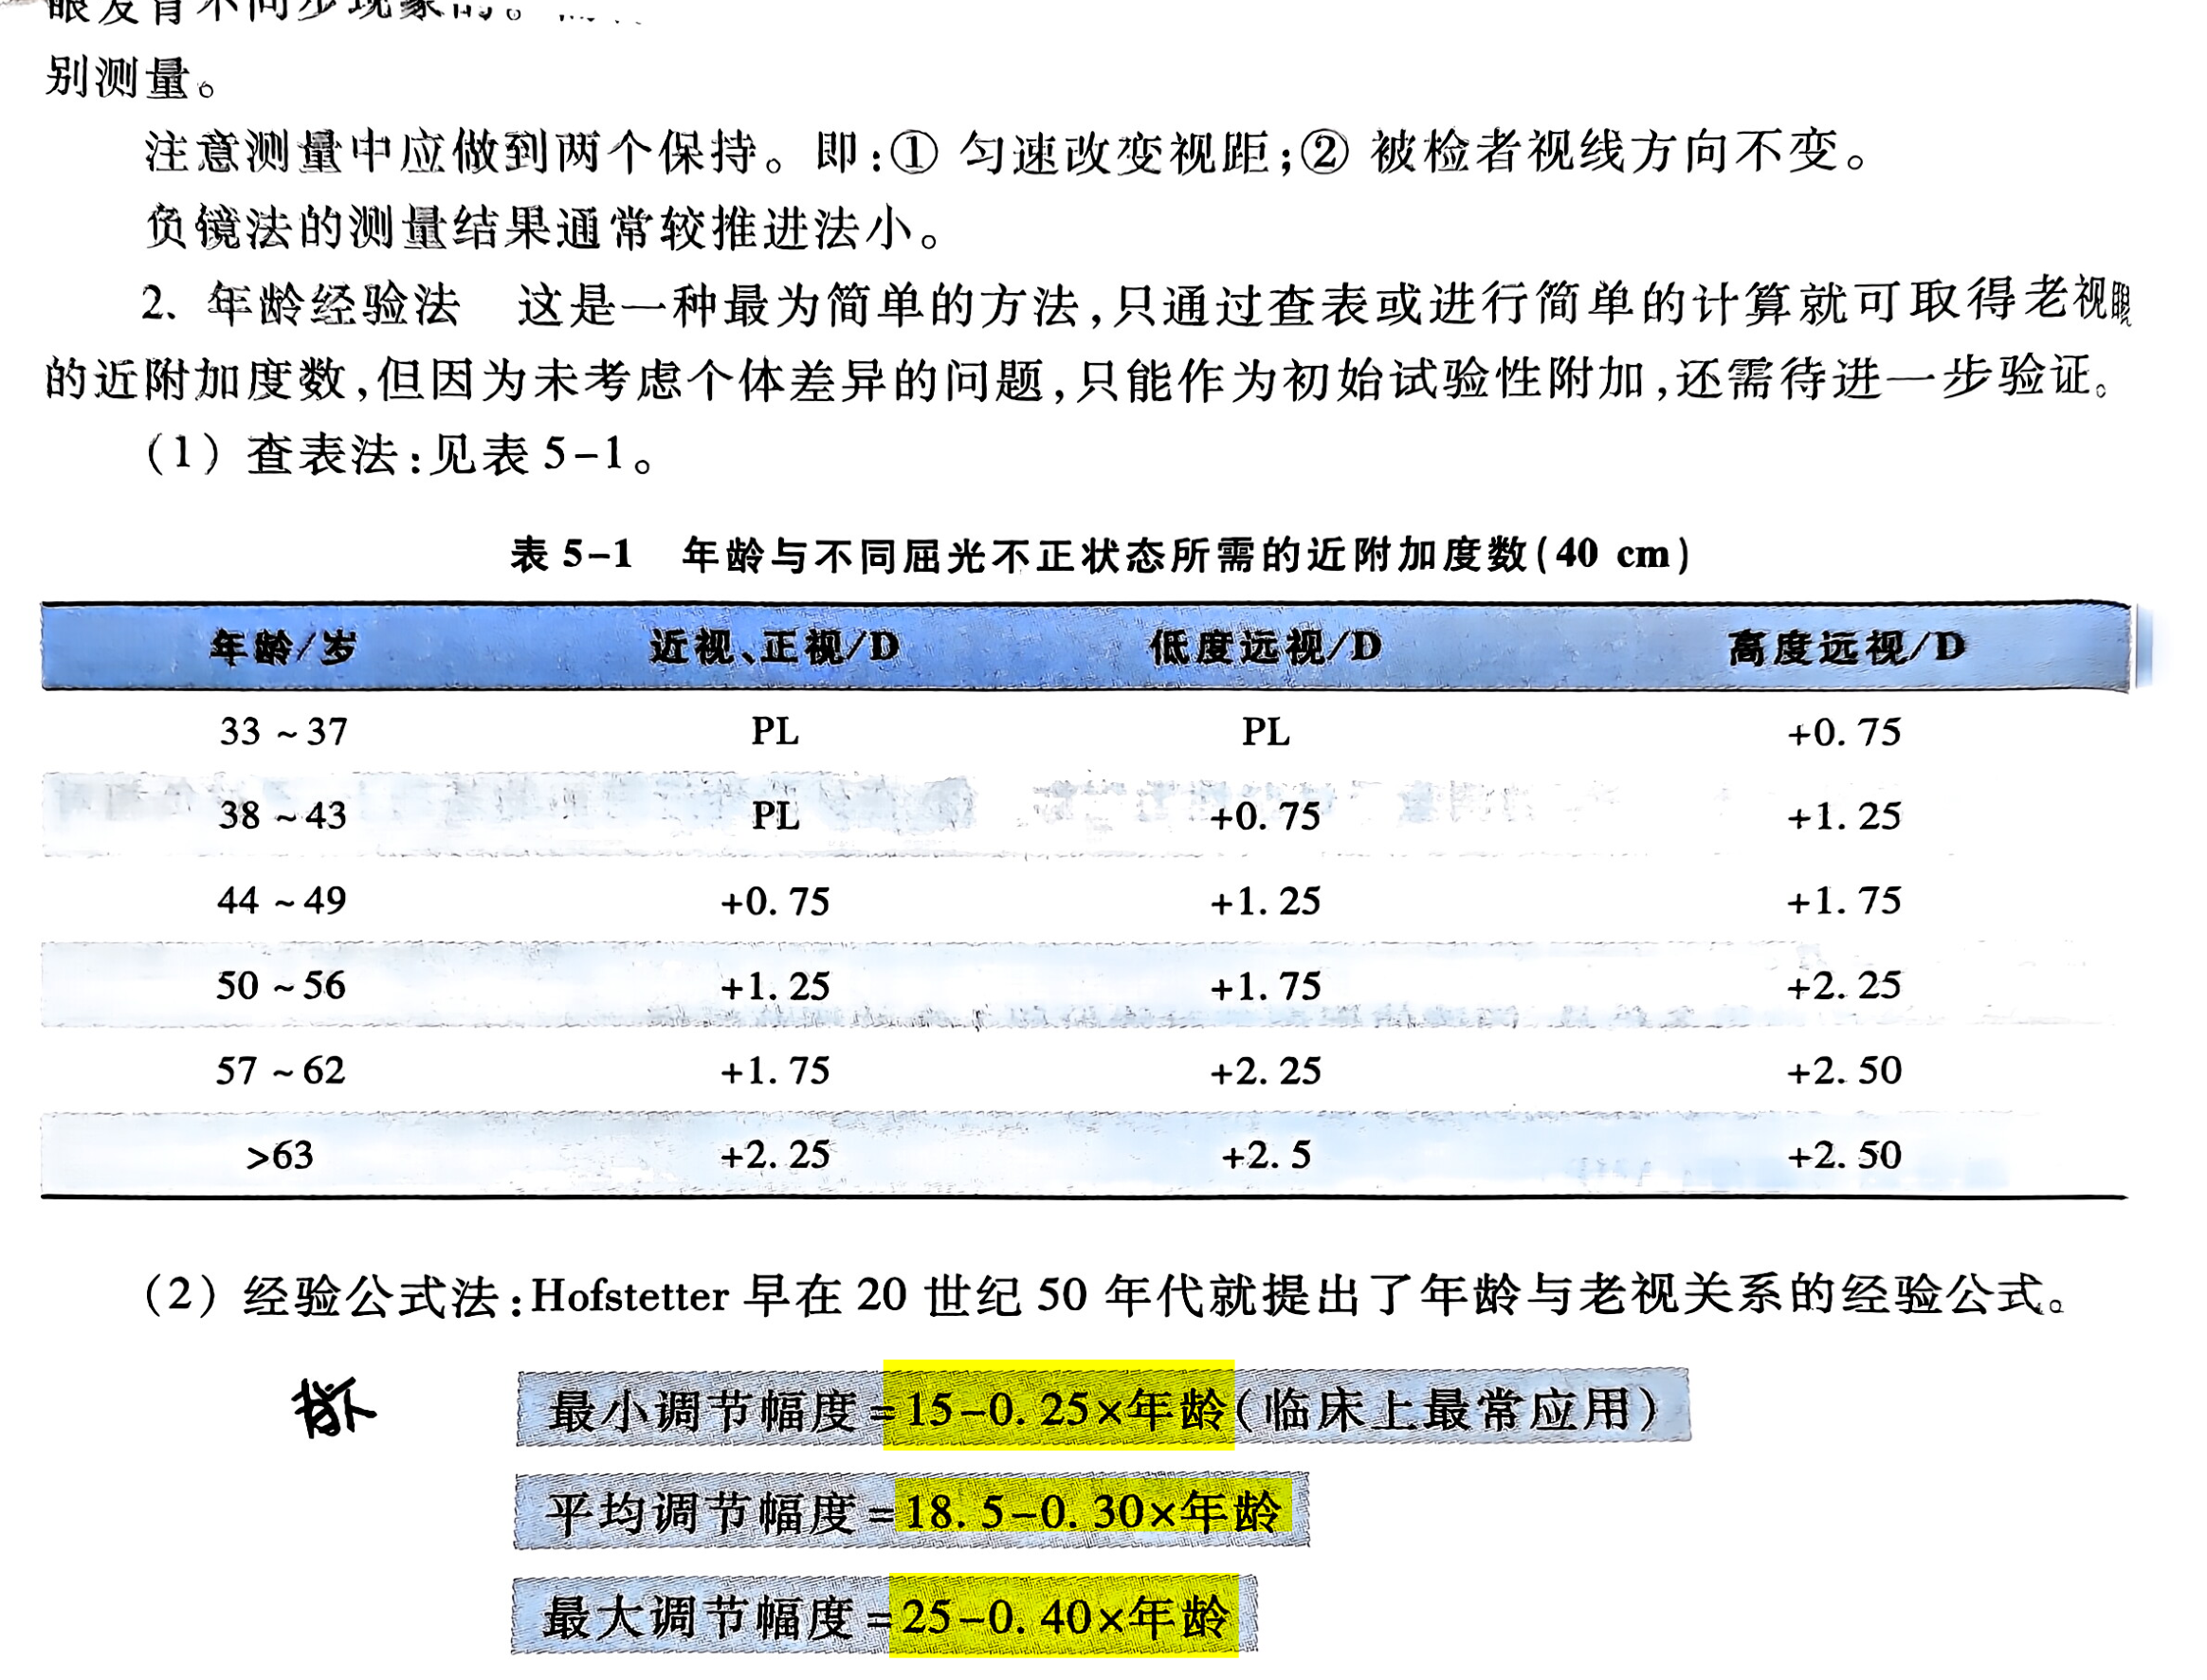 别测量。
注意测量中应做到两个保持。即:① 匀速改变视距;② 被检者视线方向不变。
负镜法的测量结果通常较推进法小。
2. 年龄经验法 这是一种最为简单的方法,只通过查表或进行简单的计算就可取得老视眼
的近附加度数,但因为未考虑个体差异的问题,只能作为初始试验性附加,还需待进一步验证。
(1) 查表法:见表 5-1。
表 5-1 年龄与不同屈光不正状态所需的近附加度数(40 cm)
年龄/岁 近视、正视/D 低度远视/D 高度远视/D
33 ~ 37 PL PL +0. 75
38 ~ 43 PL +0. 75 +1. 25
44 ~ 49 +0. 75 +1. 25 +1. 75
50 ~ 56 +1. 25 +1. 75 +2. 25
57 ~ 62 +1. 75 +2. 25 +2. 50
>63 +2. 25 +2. 5 +2. 50
(2) 经验公式法:Hofstetter 早在 20 世纪 50 年代就提出了年龄与老视关系的经验公式。
最小调节幅度=15-0. 25×年龄(临床上最常应用)
平均调节幅度=18. 5-0. 30×年龄
最大调节幅度=25-0. 40×年龄